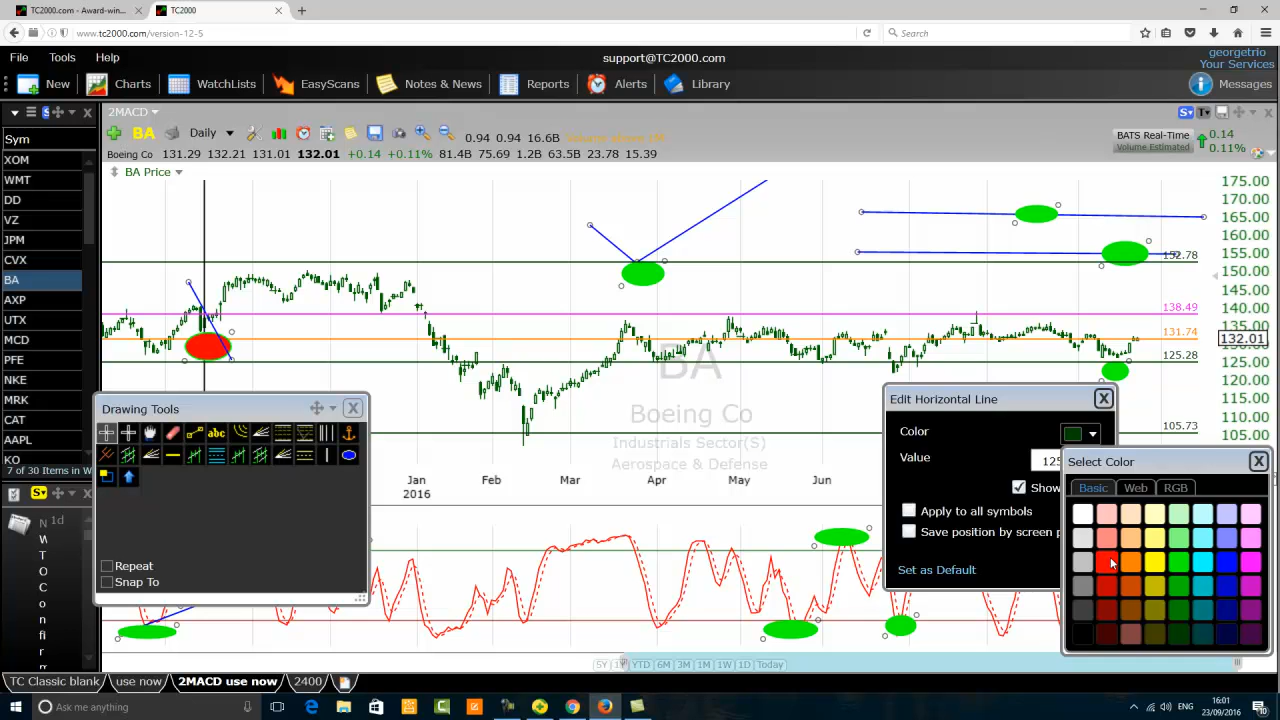 TC2000.com - Award-win...
TC2000.com
www.tc2000.com/version-12-5
Search
File Tools Help
support@TC2000.com
georgetrio
Your Services
New Charts WatchLists EasyScans Notes & News Reports Alerts Library Messages
2MACD
Sym
BA Daily
0.94 0.94 16.6B
BATS Real-Time
Volume Estimated
0.14
0.11%
Boeing Co 131.29 132.21 131.01 132.01 +0.14 +0.11% 81.4B 75.69 1.2B 63.5B 23.78 15.39
BA Price
XOM
WMT
DD
VZ
JPM
CVX
BA
AXP
UTX
MCD
PFE
NKE
MRK
CAT
AAPL
KO
7 of 30 Items in W
175.00
170.00
165.00
160.00
155.00
150.00
145.00
140.00
135.00
125.00
120.00
115.00
110.00
105.00
152.78
138.49
131.74
132.01
125.28
105.73
BA
Boeing Co
Industrials Sector(S)
Aerospace & Defense
Jan Feb Mar Apr May Jun
2016
Drawing Tools
abc
Repeat
Snap To
Edit Horizontal Line
Color
Value 125
Show
Apply to all symbols
Save position by screen p
Set as Default
Select Color
Basic Web RGB
S
N 1d
W
T
O
C
o
n
fi
r
m
5Y 1Y YTD 6M 3M 1M 1W 1D Today
TC Classic blank use now 2MACD use now 2400
Ask me anything
ENG
16:01
23/09/2016